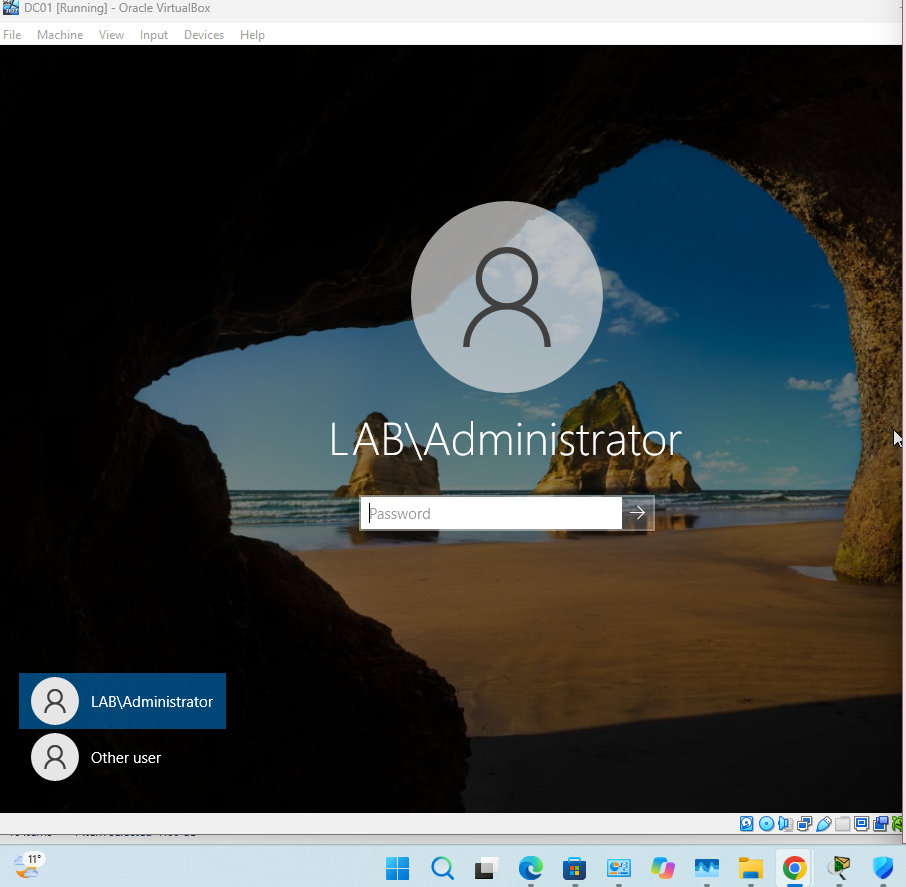 DC01 [Running] - Oracle VirtualBox
File Machine View Input Devices Help
LAB\Administrator
Password
LAB\Administrator
Other user
11°